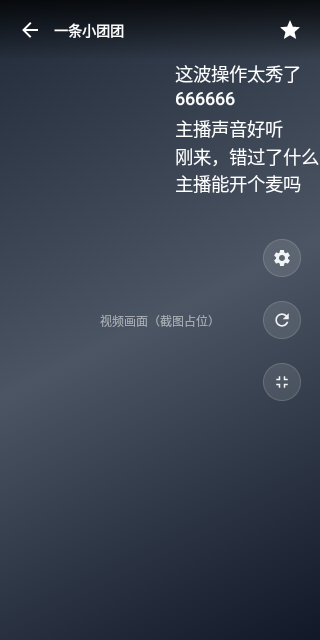 一条小团团
这波操作太秀了
666666
主播声音好听
刚来，错过了什么
主播能开个麦吗
视频画面（截图占位）